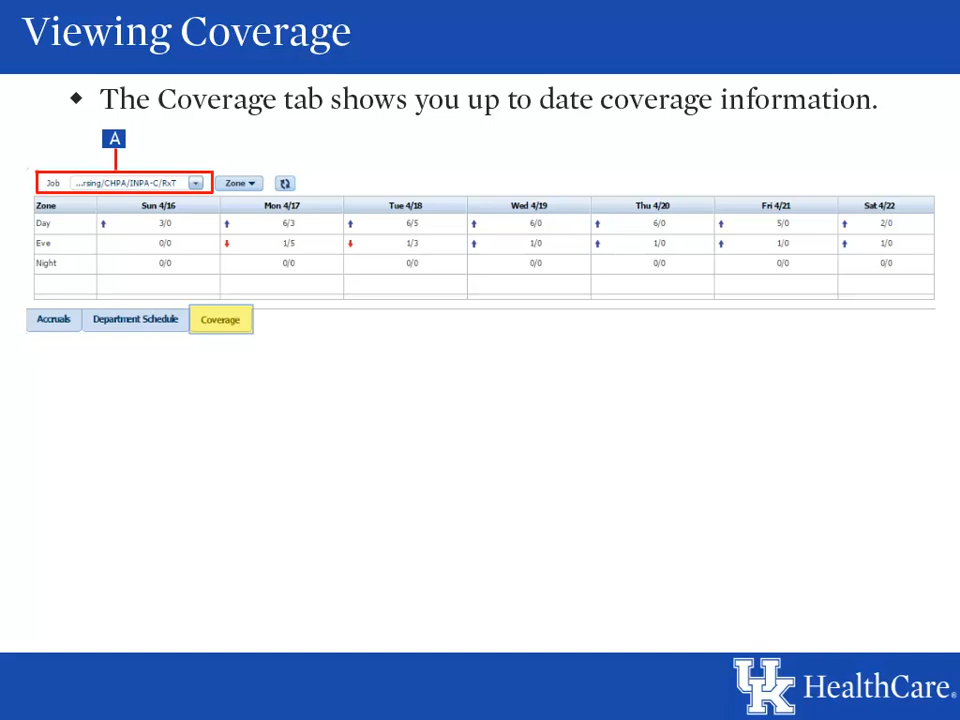 Viewing Coverage
◆ The Coverage tab shows you up to date coverage information.
A
Job ...rsing/CHPA/INPA-C/RxT Zone
Zone Sun 4/16 Mon 4/17 Tue 4/18 Wed 4/19 Thu 4/20 Fri 4/21 Sat 4/22
Day 3/0 6/3 6/5 6/0 6/0 5/0 2/0
Eve 0/0 1/5 1/3 1/0 1/0 1/0 1/0
Night 0/0 0/0 0/0 0/0 0/0 0/0 0/0
Accruals Department Schedule Coverage
UK HealthCare®